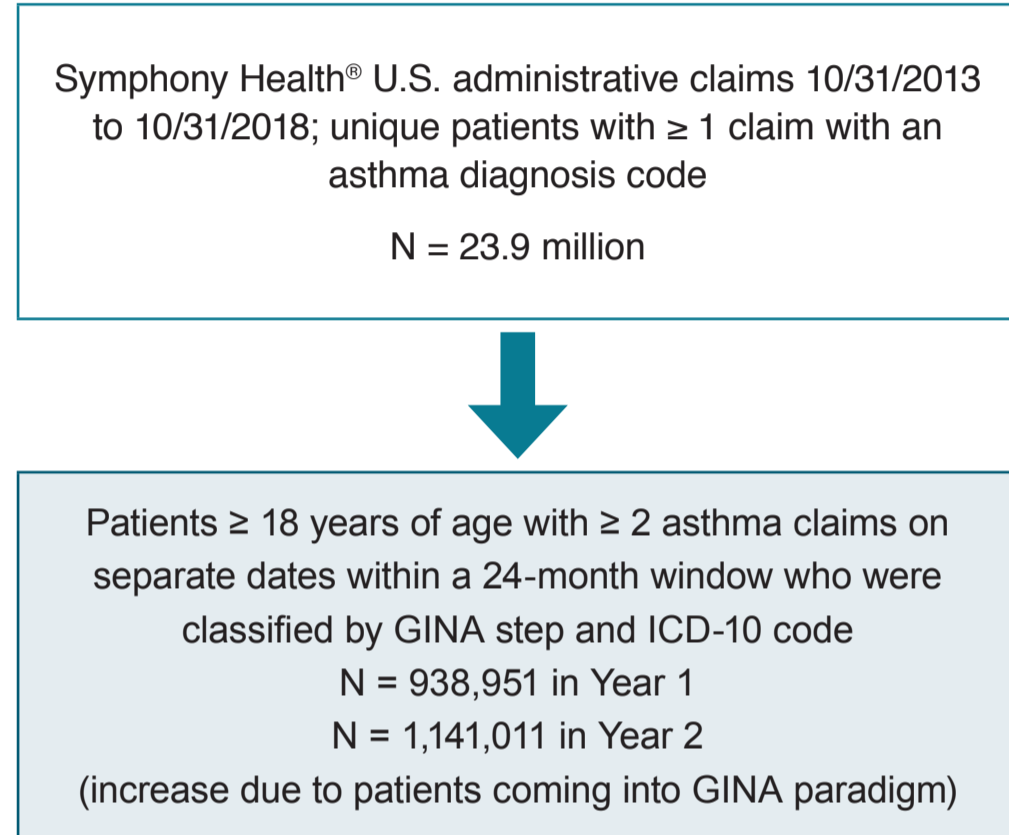 Symphony Health® U.S. administrative claims 10/31/2013
to 10/31/2018; unique patients with ≥ 1 claim with an
asthma diagnosis code
N = 23.9 million
Patients ≥ 18 years of age with ≥ 2 asthma claims on
separate dates within a 24-month window who were
classified by GINA step and ICD-10 code
N = 938,951 in Year 1
N = 1,141,011 in Year 2
(increase due to patients coming into GINA paradigm)